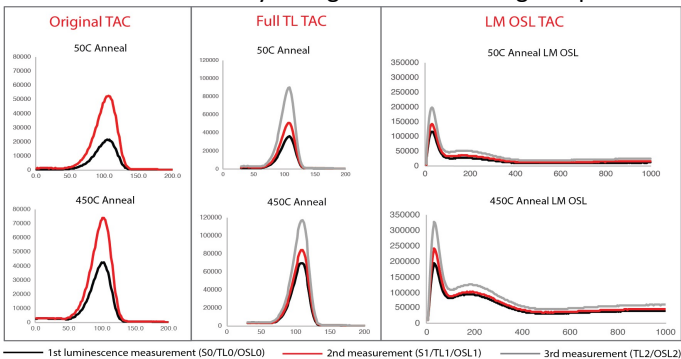 Original TAC
Full TL TAC
LM OSL TAC
50C Anneal
80000
70000
60000
50000
40000
30000
20000
10000
0
0.0 50.0 100.0 150.0 200.0
50C Anneal
120000
100000
80000
60000
40000
20000
0
0 50 100 150 200
50C Anneal LM OSL
350000
300000
250000
200000
150000
100000
50000
0
0 200 400 600 800 1000
450C Anneal
80000
70000
60000
50000
40000
30000
20000
10000
0
0.0 50.0 100.0 150.0 200.0
450C Anneal
120000
100000
80000
60000
40000
20000
0
0.0 50.0 100.0 150.0 200.0
450C Anneal LM OSL
350000
300000
250000
200000
150000
100000
50000
0
0 200 400 600 800 1000
1st luminescence measurement (S0/TL0/OSL0)
2nd measurement (S1/TL1/OSL1)
3rd measurement (TL2/OSL2)